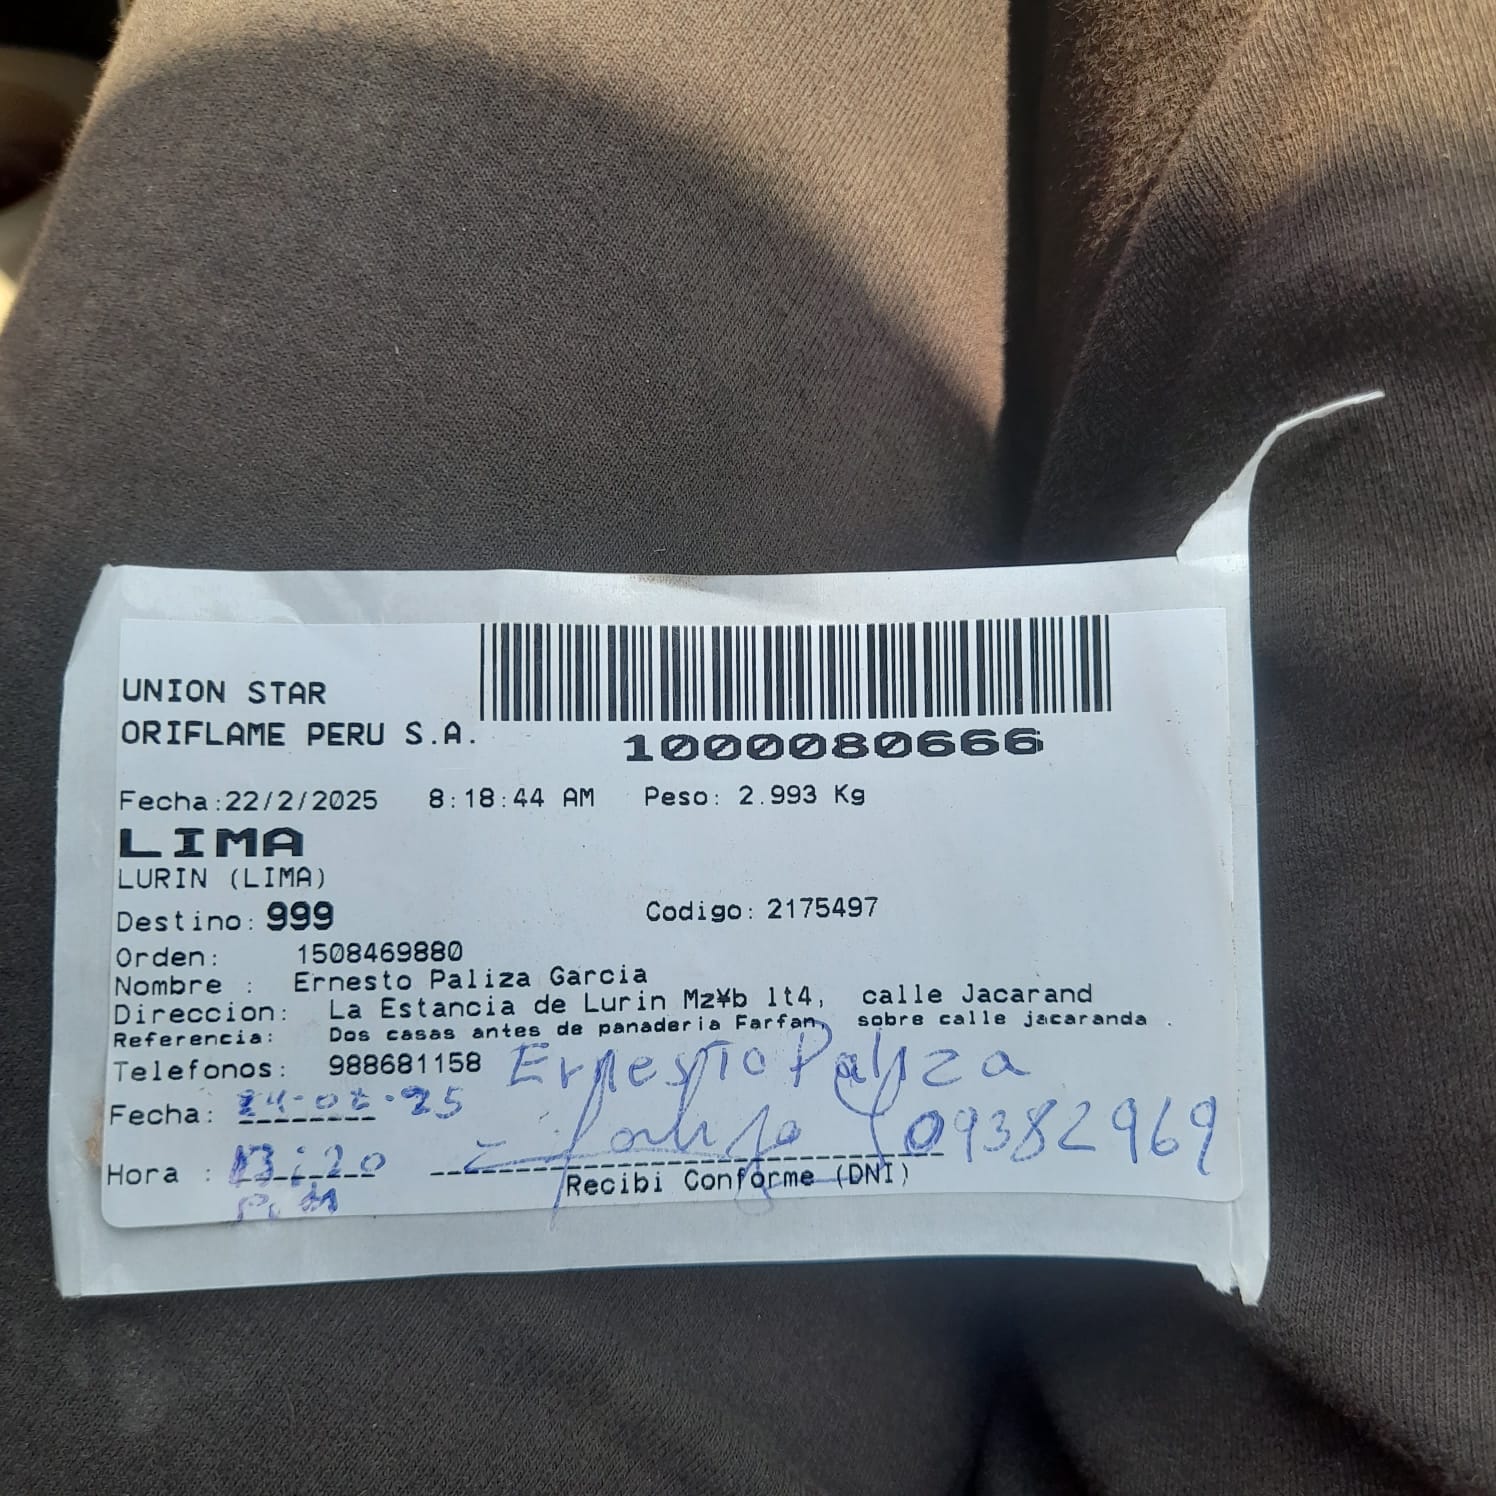 UNION STAR
ORIFLAME PERU S.A.
1000080666
Fecha:22/2/2025 8:18:44 AM Peso: 2.993 Kg
LIMA
LURIN (LIMA)
Destino: 999 Codigo: 2175497
Orden: 1508469880
Nombre : Ernesto Paliza Garcia
Direccion: La Estancia de Lurin Mz¥b lt4, calle Jacarand
Referencia: Dos casas antes de panaderia Farfan, sobre calle jacaranda .
Telefonos: 988681158 Ernesto Paliza
Fecha: 24-02-25
Hora : 13:20 09382969
P.M
Recibi Conforme (DNI)